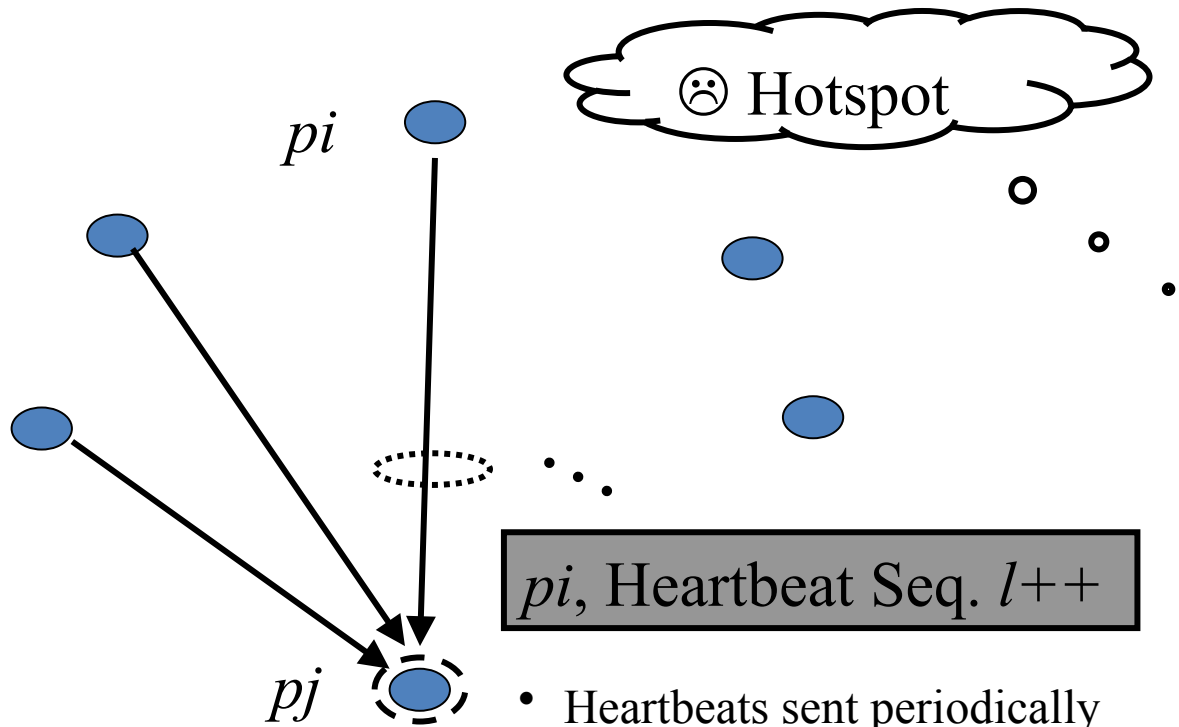 ☹ Hotspot
pi
pi, Heartbeat Seq. l++
pj
• Heartbeats sent periodically